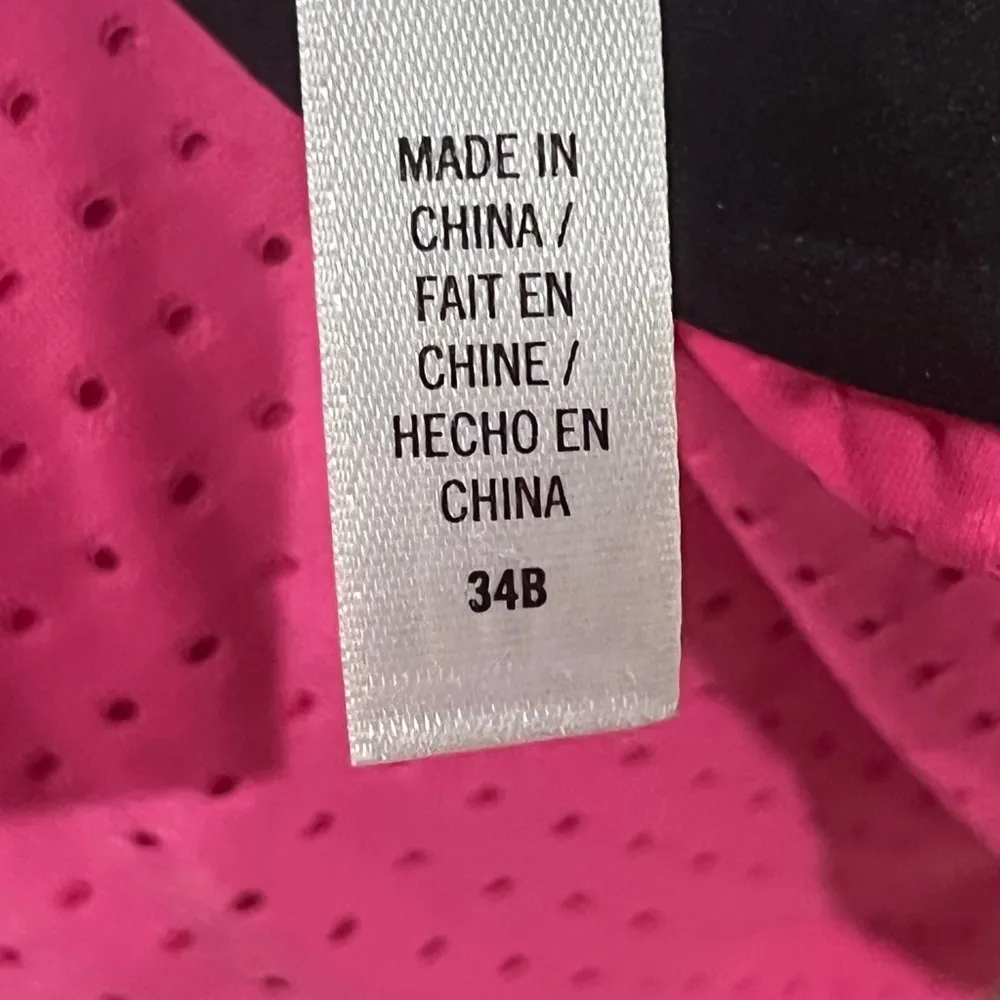 MADE IN
CHINA /
FAIT EN
CHINE /
HECHO EN
CHINA
34B